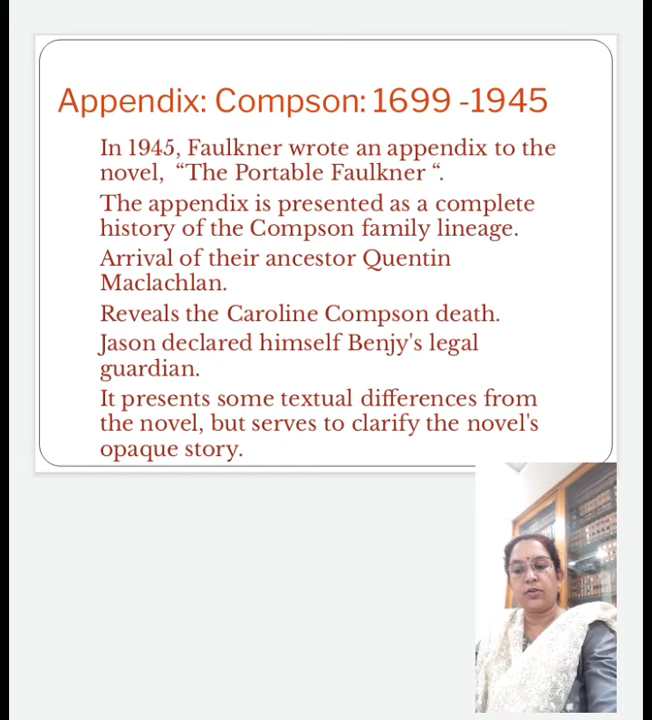 Appendix: Compson: 1699 -1945
In 1945, Faulkner wrote an appendix to the
novel, “The Portable Faulkner “.
The appendix is presented as a complete
history of the Compson family lineage.
Arrival of their ancestor Quentin
Maclachlan.
Reveals the Caroline Compson death.
Jason declared himself Benjy's legal
guardian.
It presents some textual differences from
the novel, but serves to clarify the novel's
opaque story.